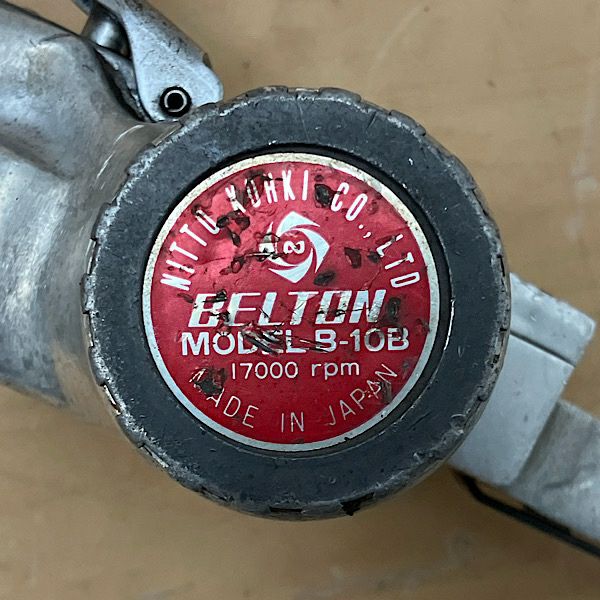 NITTO KOHKI CO., LTD
BELTON
MODEL B-10B
17000 rpm
MADE IN JAPAN